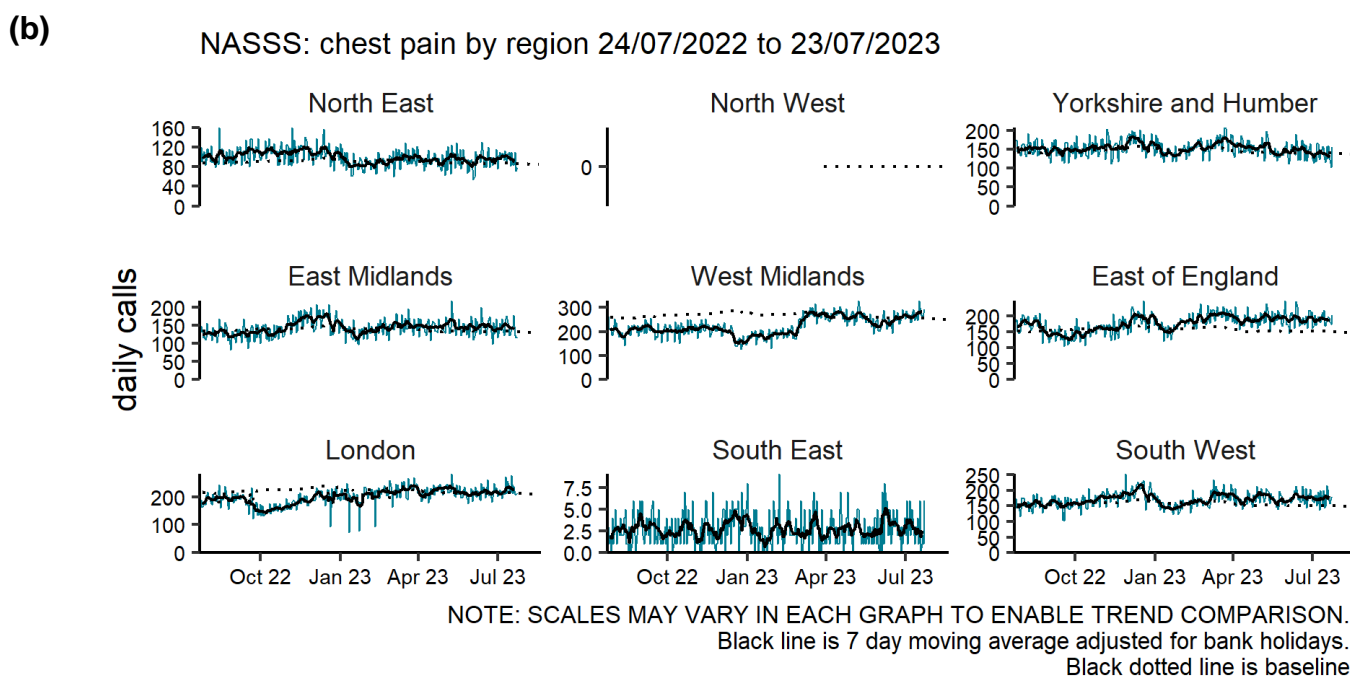 (b)
NASSS: chest pain by region 24/07/2022 to 23/07/2023
North East
North West
Yorkshire and Humber
160
120
80
40
0
0
200
150
100
50
0
East Midlands
West Midlands
East of England
daily calls
200
150
100
50
0
300
200
100
0
200
150
100
50
0
London
South East
South West
200
100
0
7.5
5.0
2.5
0.0
250
200
150
100
50
0
Oct 22 Jan 23 Apr 23 Jul 23
Oct 22 Jan 23 Apr 23 Jul 23
Oct 22 Jan 23 Apr 23 Jul 23
NOTE: SCALES MAY VARY IN EACH GRAPH TO ENABLE TREND COMPARISON.
Black line is 7 day moving average adjusted for bank holidays.
Black dotted line is baseline